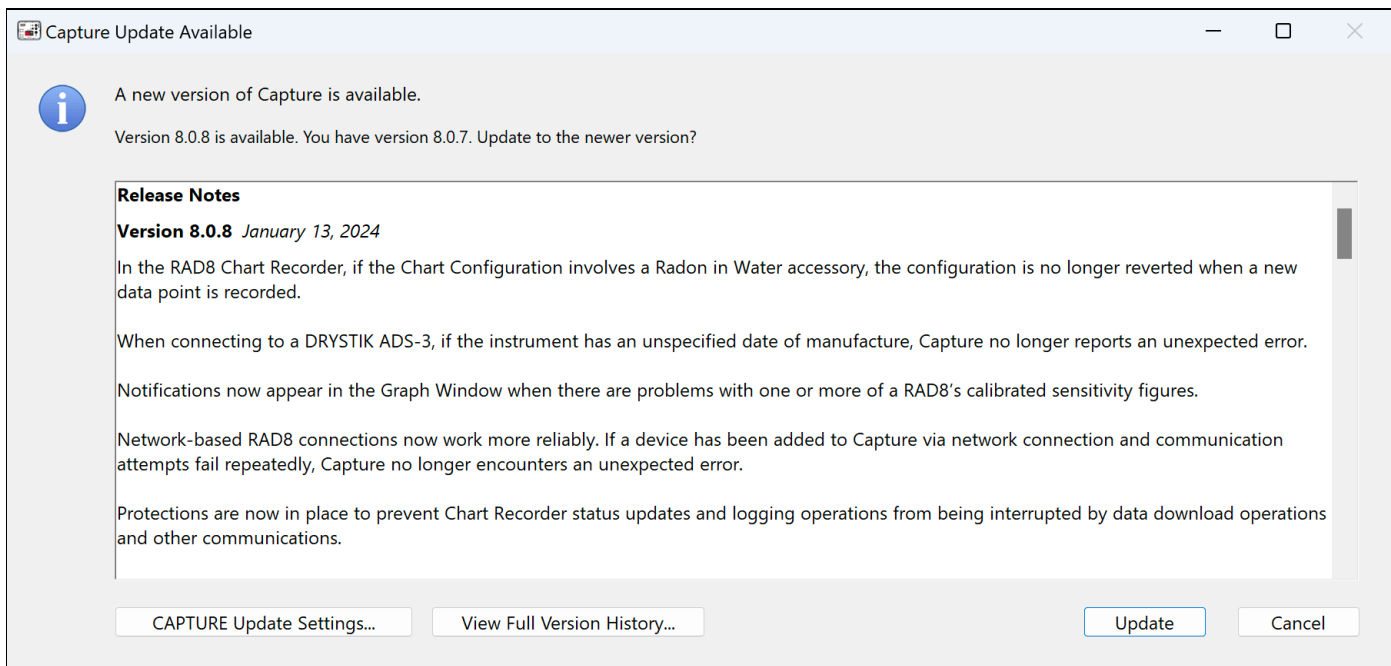 Capture Update Available
A new version of Capture is available.
Version 8.0.8 is available. You have version 8.0.7. Update to the newer version?
Release Notes
Version 8.0.8 January 13, 2024
In the RAD8 Chart Recorder, if the Chart Configuration involves a Radon in Water accessory, the configuration is no longer reverted when a new
data point is recorded.
When connecting to a DRYSTIK ADS-3, if the instrument has an unspecified date of manufacture, Capture no longer reports an unexpected error.
Notifications now appear in the Graph Window when there are problems with one or more of a RAD8’s calibrated sensitivity figures.
Network-based RAD8 connections now work more reliably. If a device has been added to Capture via network connection and communication
attempts fail repeatedly, Capture no longer encounters an unexpected error.
Protections are now in place to prevent Chart Recorder status updates and logging operations from being interrupted by data download operations
and other communications.
CAPTURE Update Settings... View Full Version History... Update Cancel